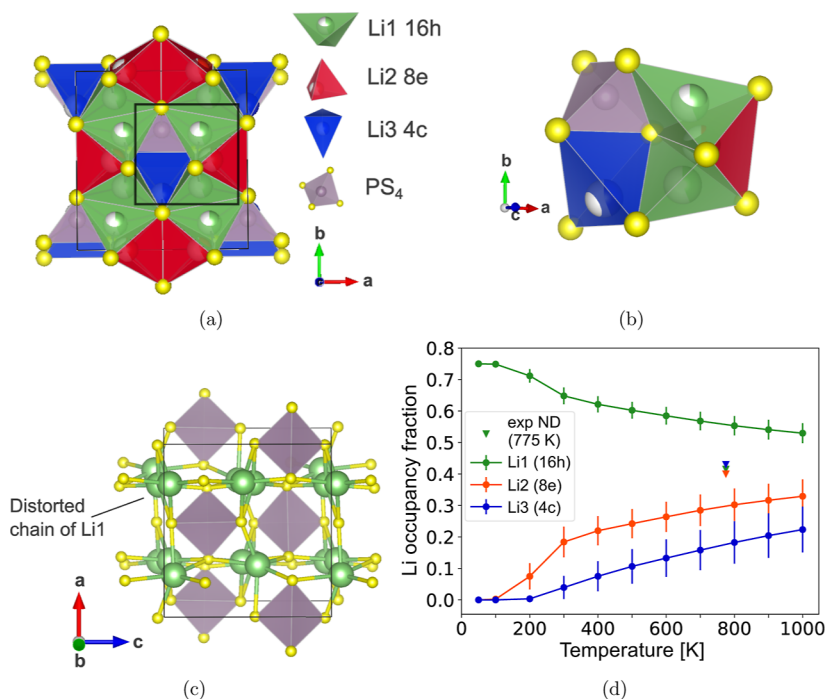 Li1 16h
Li2 8e
Li3 4c
PS4
b
a
(a)
b
c
a
(b)
Distorted
chain of Li1
a
b
c
(c)
Li occupancy fraction
0.8
0.7
0.6
0.5
0.4
0.3
0.2
0.1
0.0
exp ND
(775 K)
Li1 (16h)
Li2 (8e)
Li3 (4c)
0
200
400
600
800
1000
Temperature [K]
(d)